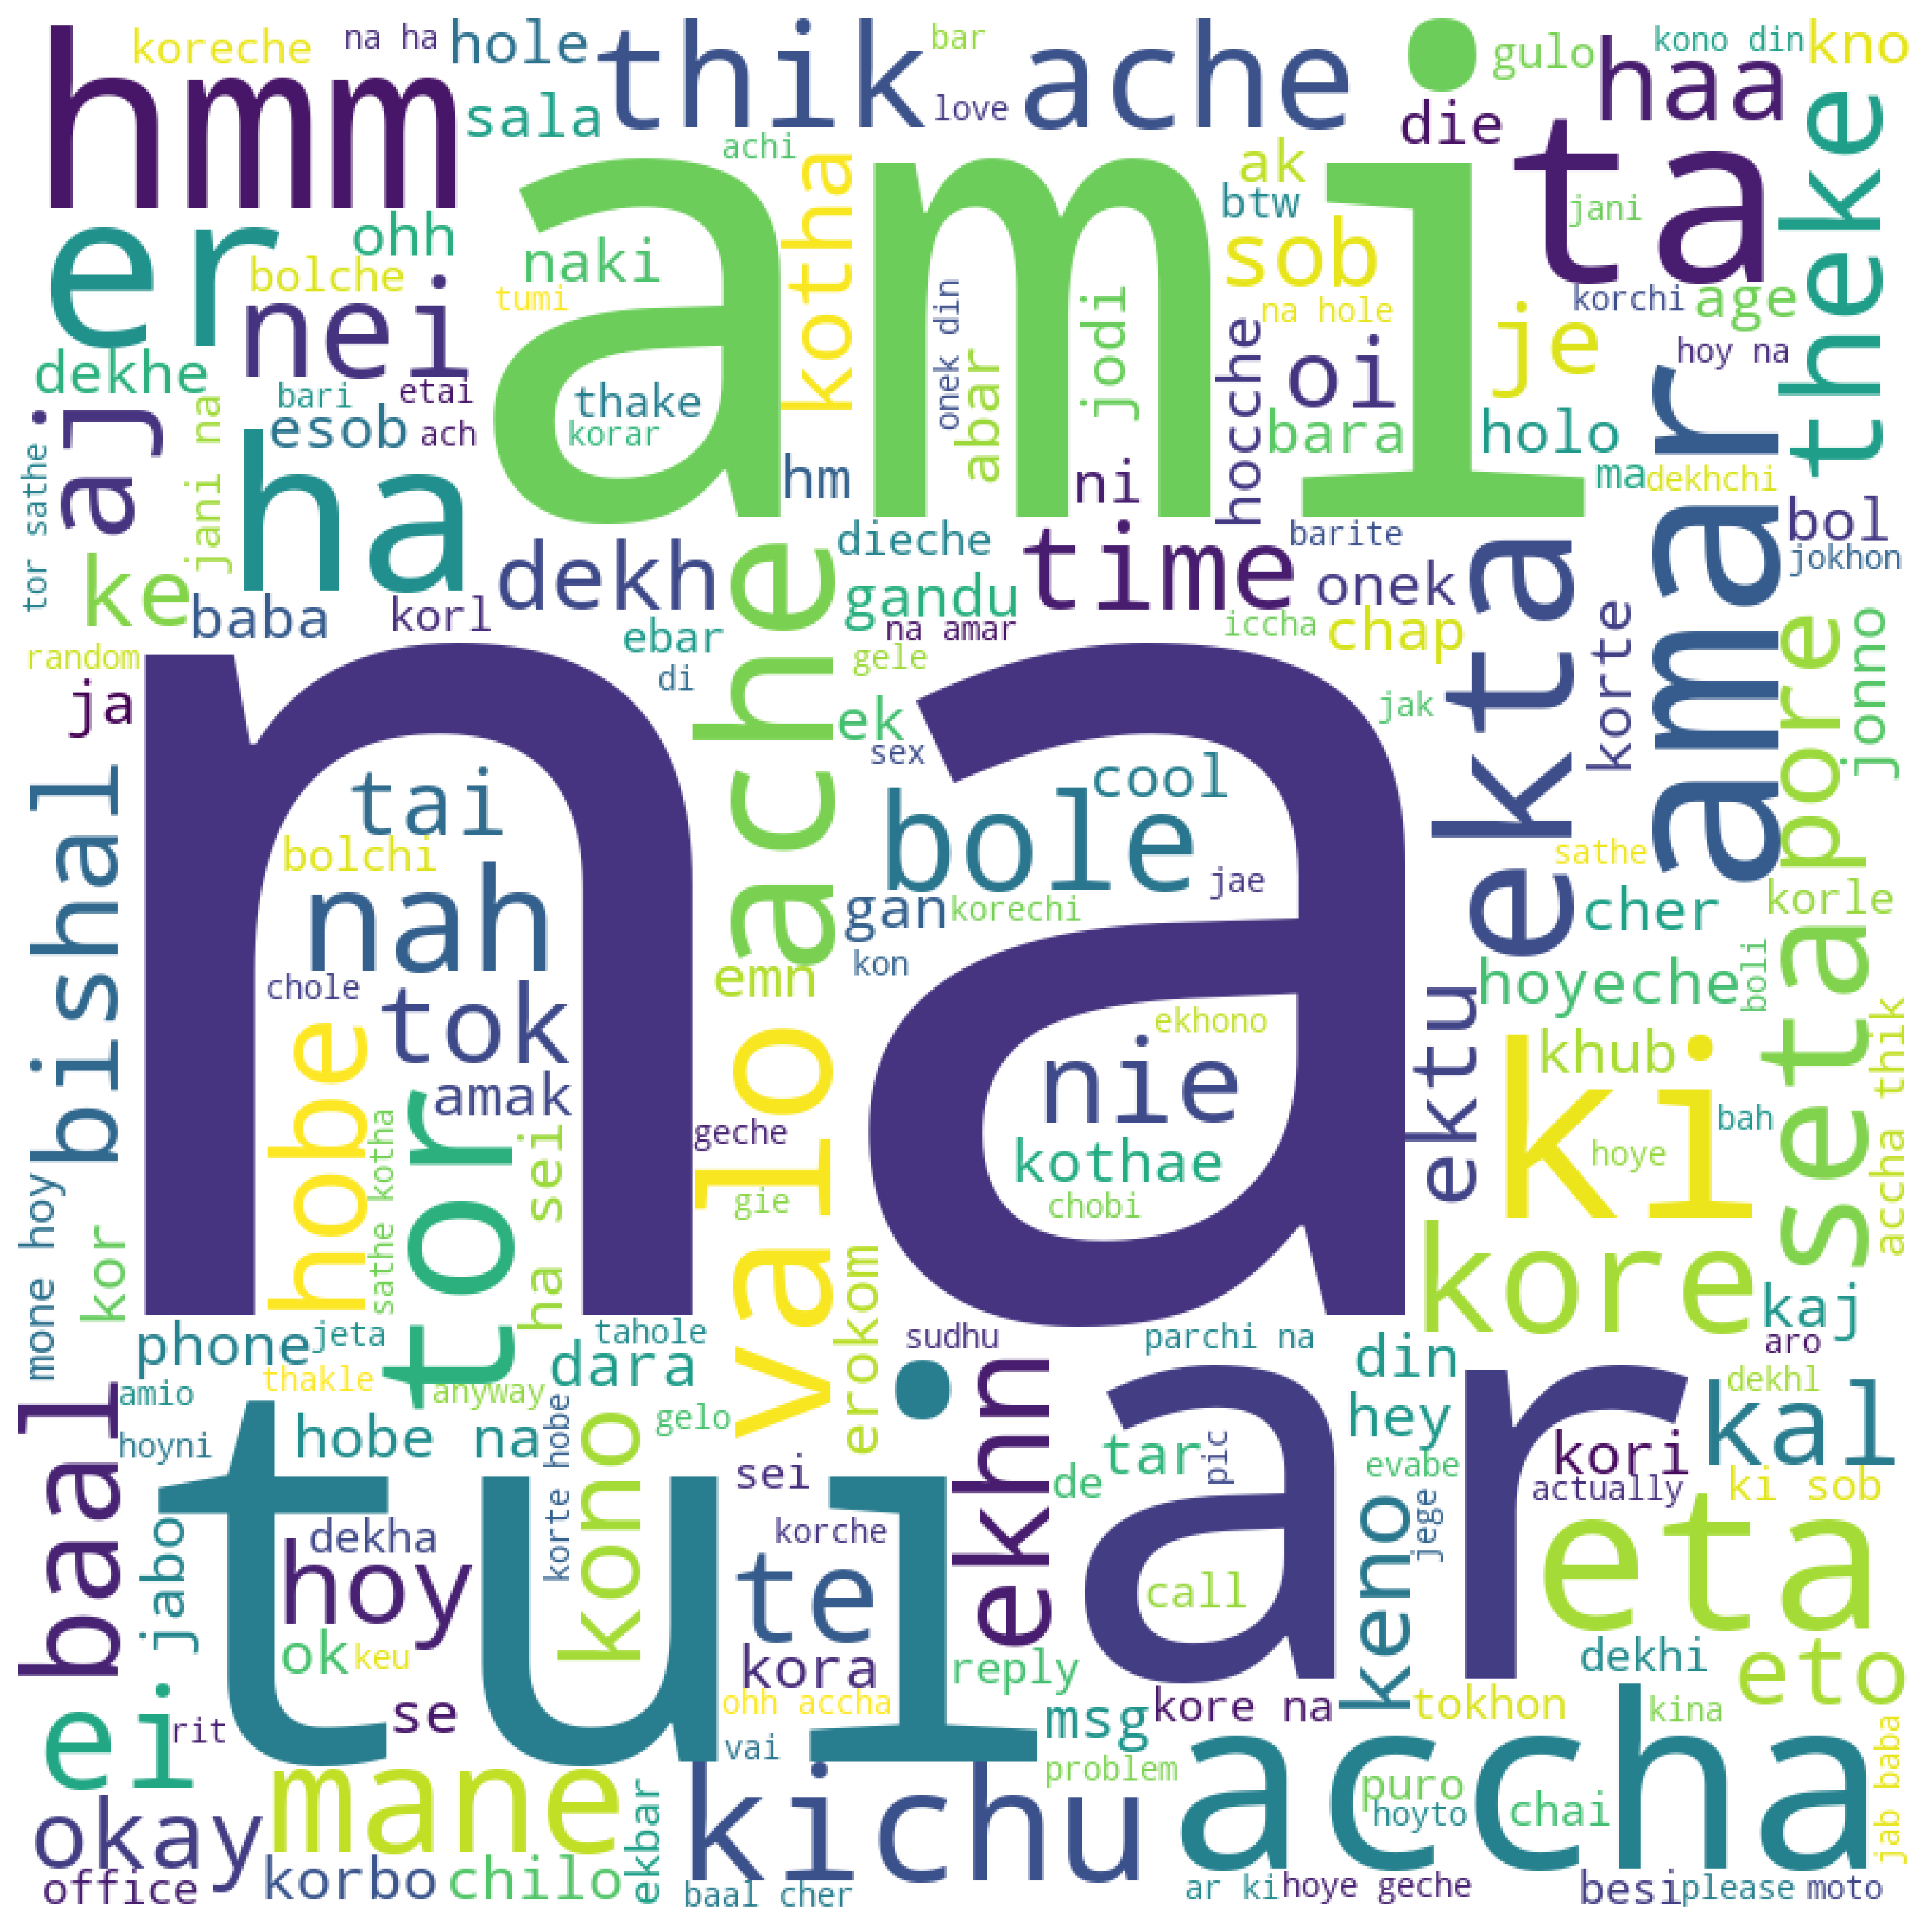 koreche
na ha
hole
thik ache
bar
gulo
kono din
kno
hmm
sala
love
die
haa
theke
achi
ak
btw
ta
jani
er
ohh
naki
kotha
ami
sob
bolche
nei
tumi
onek din
jodi
na hole
korchi
age
je
hoy na
dekhe
bari
etai
thake
abar
hocche
oi
amar
aj
jani na
esob
ach
korar
bara
holo
tor sathe
ha
hm
ni
ma
dekhchi
ke
baba
dekh
korl
ache
dieche
time
barite
onek
ekta
bol
jokhon
gandu
ebar
na amar
iccha
chap
korte
pore
jonno
random
ja
di
gele
ek
jak
na
sex
tai
bole
cool
sathe
bishal
bolchi
nah
gan
korechi
jae
cher
korle
chole
emn
kon
hoyeche
boli
seta
tok
amak
hobe
tor
valo
ekhono
nie
ektu
khub
ki
accha thik
geche
kothae
bah
hoye
mone hoy
kor
sathe kotha
ha sei
gie
chobi
erokom
kore
kaj
phone
jeta
tahole
sudhu
parchi na
aro
thakle
anyway
dara
din
dekhl
amio
baal
hoyni
hobe na
korte hobe
kono
gelo
tui
ekhn
ar
hey
kal
sei
de
tar
pic
evabe
kori
actually
ki sob
jabo
dekha
hoy
korche
te
call
keno
jege
eta
ok
keu
kora
reply
dekhi
eto
ei
rit
se
ohh accha
vai
msg
kore na
tokhon
kina
jab baba
okay
mane
ekbar
kichu
problem
accha
puro
hoyto
chai
office
korbo
chilo
baal cher
ar ki
hoye geche
besi
please
moto